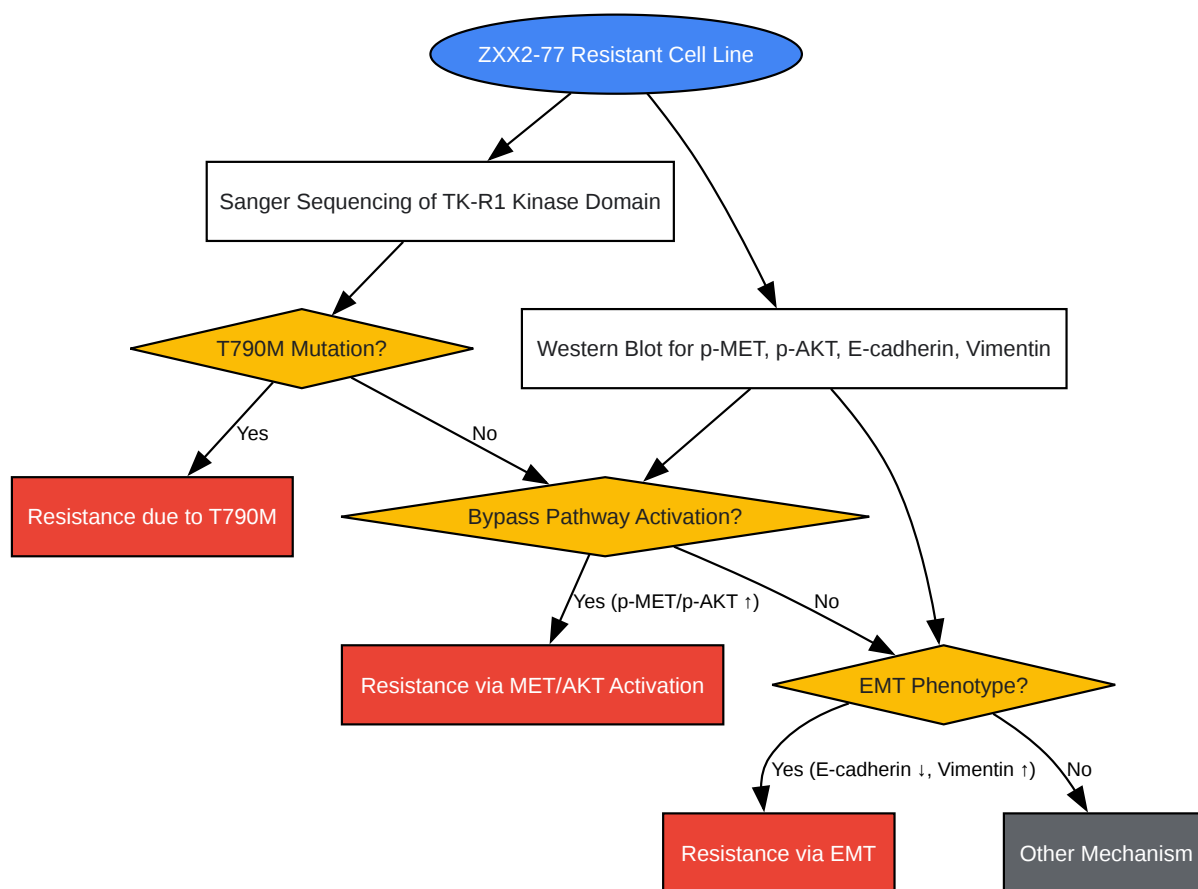 ZXX2-77 Resistant Cell Line
Sanger Sequencing of TK-R1 Kinase Domain
T790M Mutation?
Western Blot for p-MET, p-AKT, E-cadherin, Vimentin
Yes
No
Resistance due to T790M
Bypass Pathway Activation?
Yes (p-MET/p-AKT ↑)
No
Resistance via MET/AKT Activation
EMT Phenotype?
Yes (E-cadherin ↓, Vimentin ↑)
No
Resistance via EMT
Other Mechanism